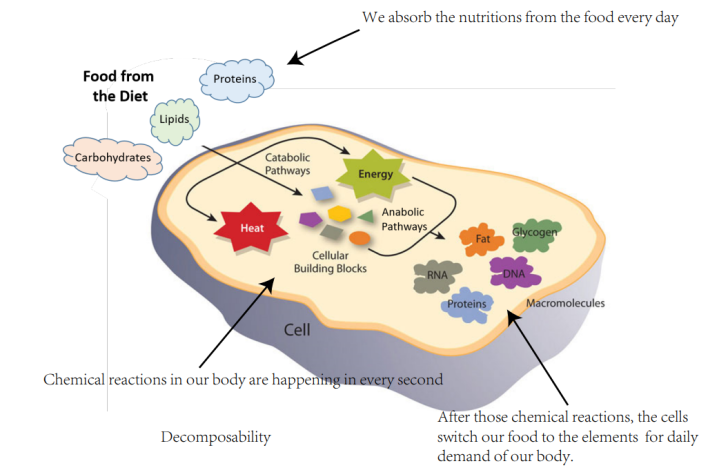 We absorb the nutritions from the food every day
Food from
the Diet
Proteins
Lipids
Carbohydrates
Catabolic
Pathways
Energy
Heat
Anabolic
Pathways
Cellular
Building Blocks
Fat
Glycogen
RNA
DNA
Proteins
Macromolecules
Cell
Chemical reactions in our body are happening in every second
Decomposability
After those chemical reactions, the cells
switch our food to the elements for daily
demand of our body.